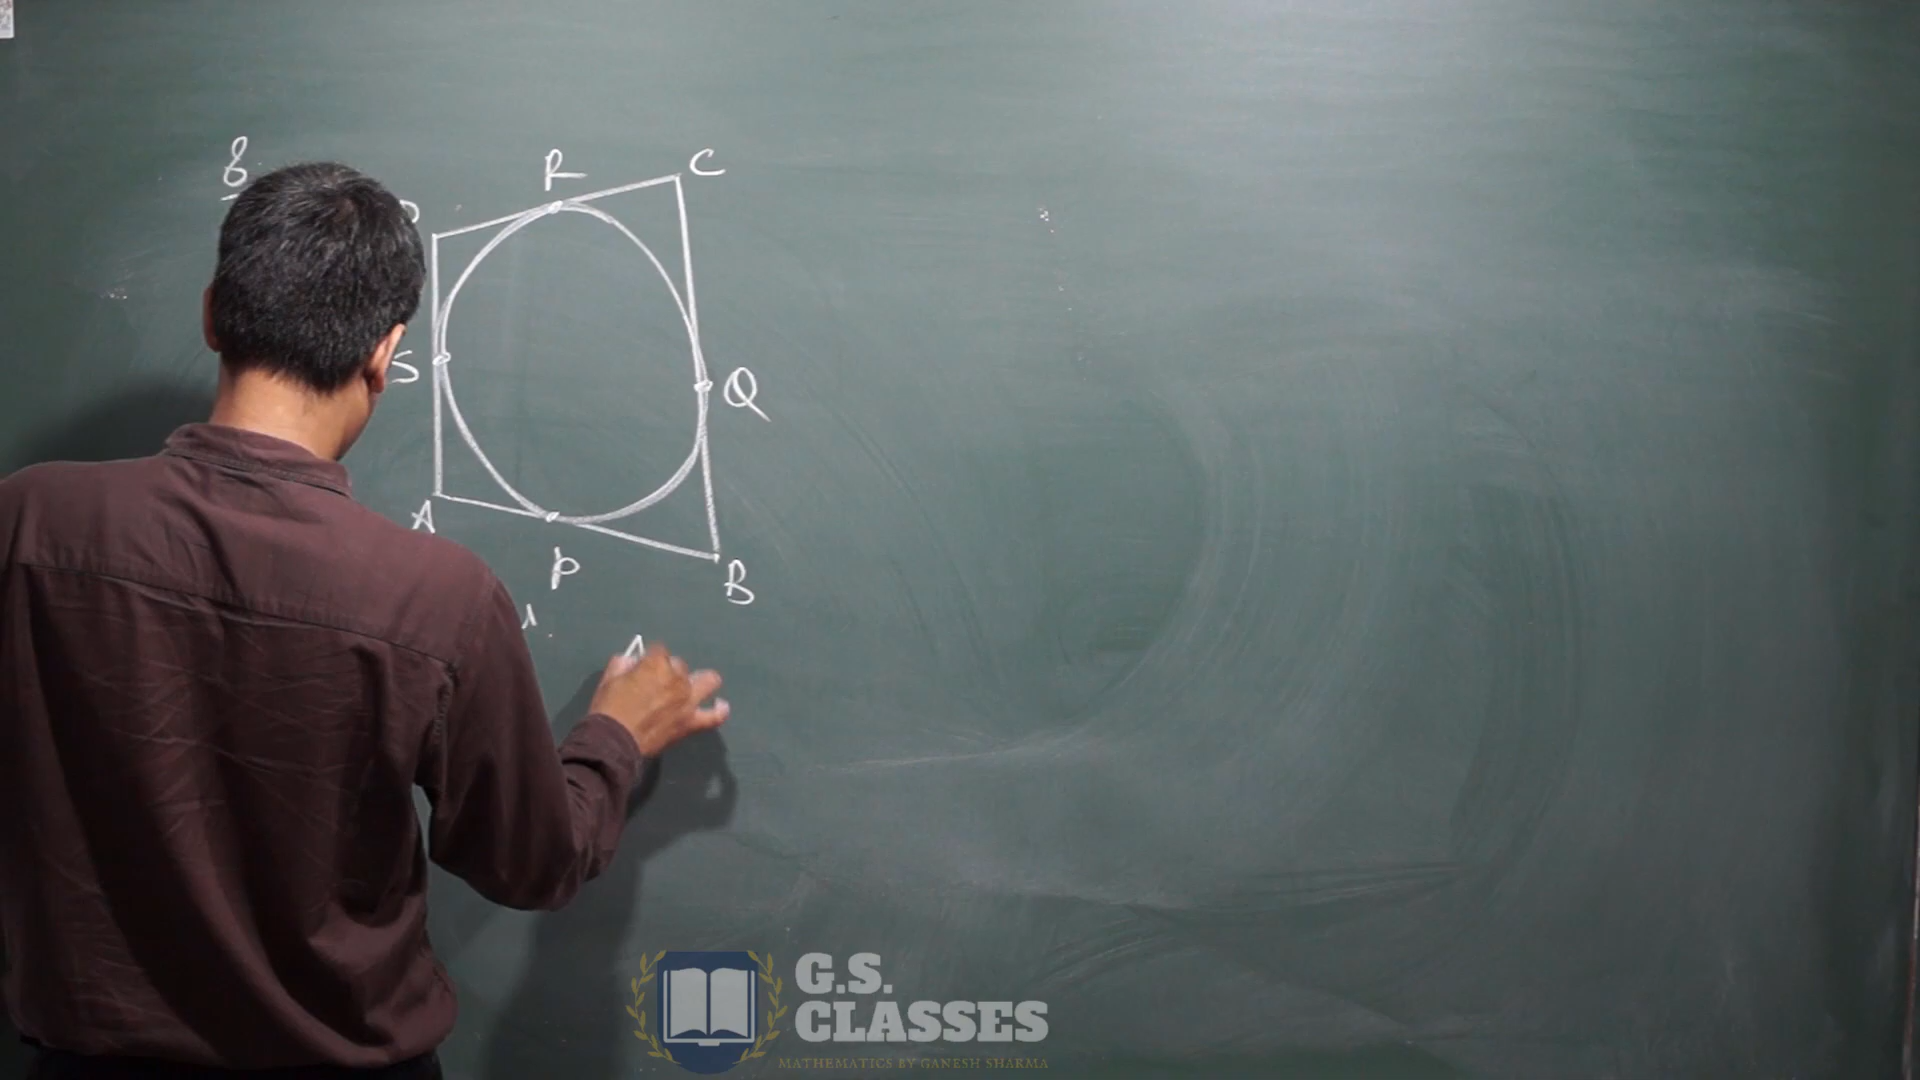 8.
R
C
D
S
Q
A
P
B
A
G.S.
CLASSES
MATHEMATICS BY GANESH SHARMA